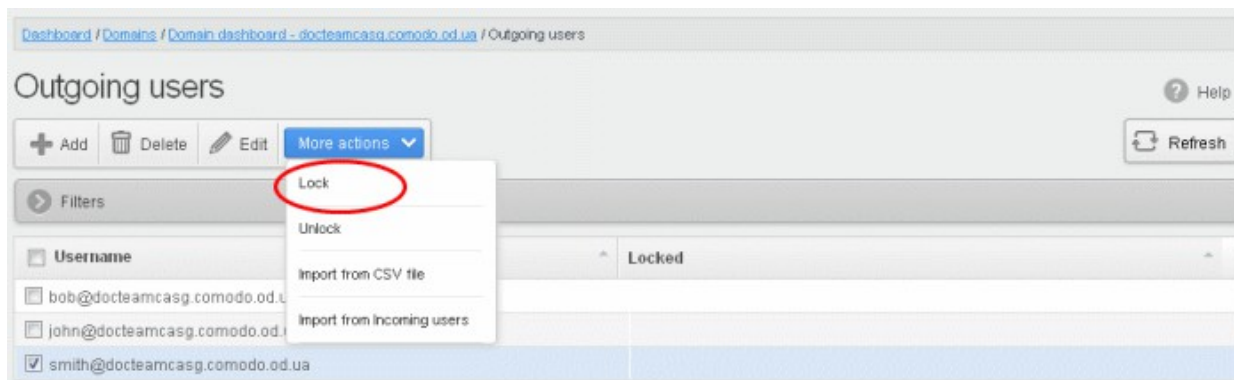 Dashboard / Domains / Domain dashboard - docteamcasg.comodo.od.ua / Outgoing users
Outgoing users
Help
Add Delete Edit More actions
Refresh
Lock
Filters
Unlock
Username Locked
Import from CSV file
bob@docteamcasg.comodo.od.u
Import from Incoming users
john@docteamcasg.comodo.od.
smith@docteamcasg.comodo.od.ua